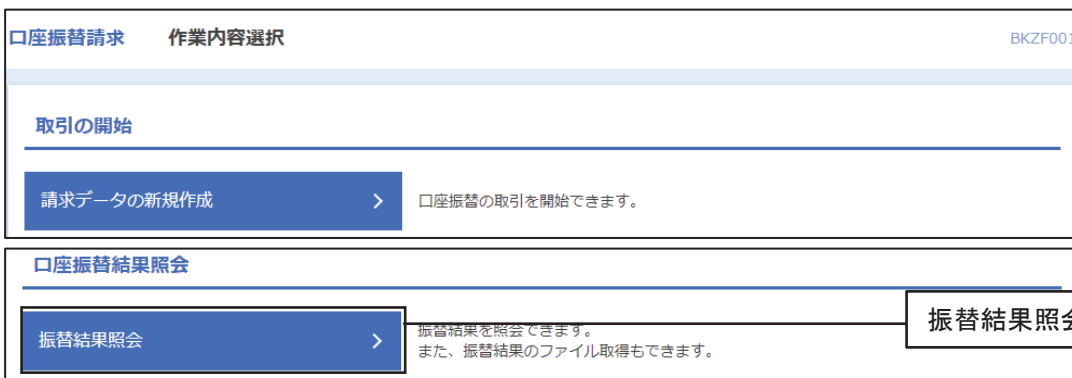 口座振替請求 作業内容選択 BKZF001
取引の開始
請求データの新規作成 口座振替の取引を開始できます。
口座振替結果照会
振替結果照会 振替結果を照会できます。
また、振替結果のファイル取得もできます。
振替結果照会